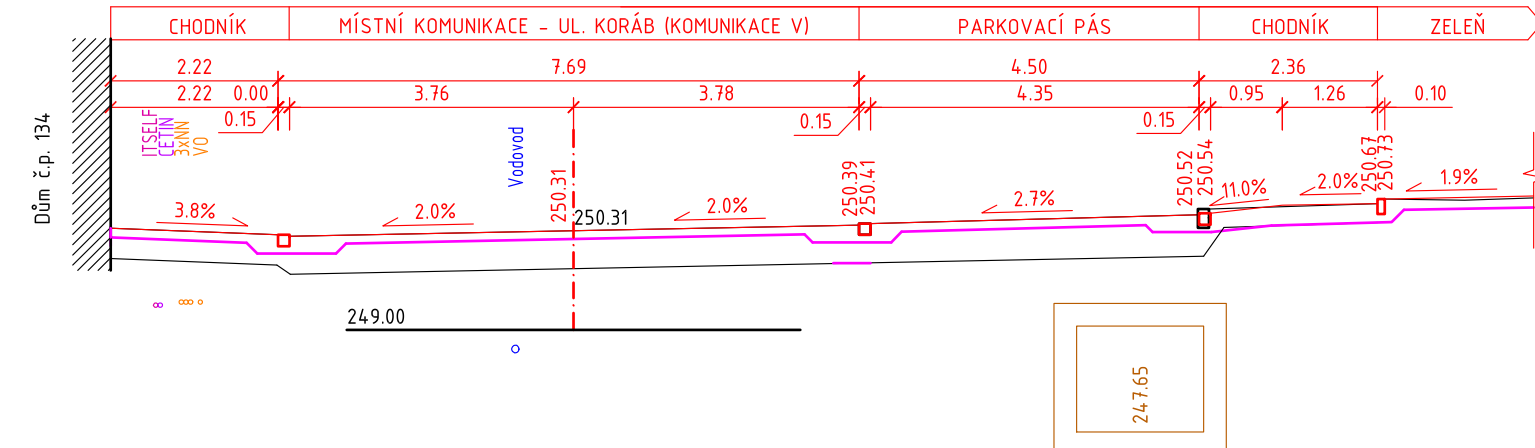 CHODNÍK MÍSTNÍ KOMUNIKACE - UL. KORÁB (KOMUNIKACE V) PARKOVACÍ PÁS CHODNÍK ZELEŇ
2.22 7.69 4.50 2.36
2.22 0.00 3.76 3.78 4.35 0.95 1.26 0.10
0.15 0.15 0.15
Dům č.p. 134
ITSELF
CETIN
3xNN
VO
Vodovod
250.31
250.39
250.41
250.52
250.54
250.67
250.73
3.8% 2.0% 250.31 2.0% 2.7% 11.0% 2.0% 1.9%
249.00
247.65